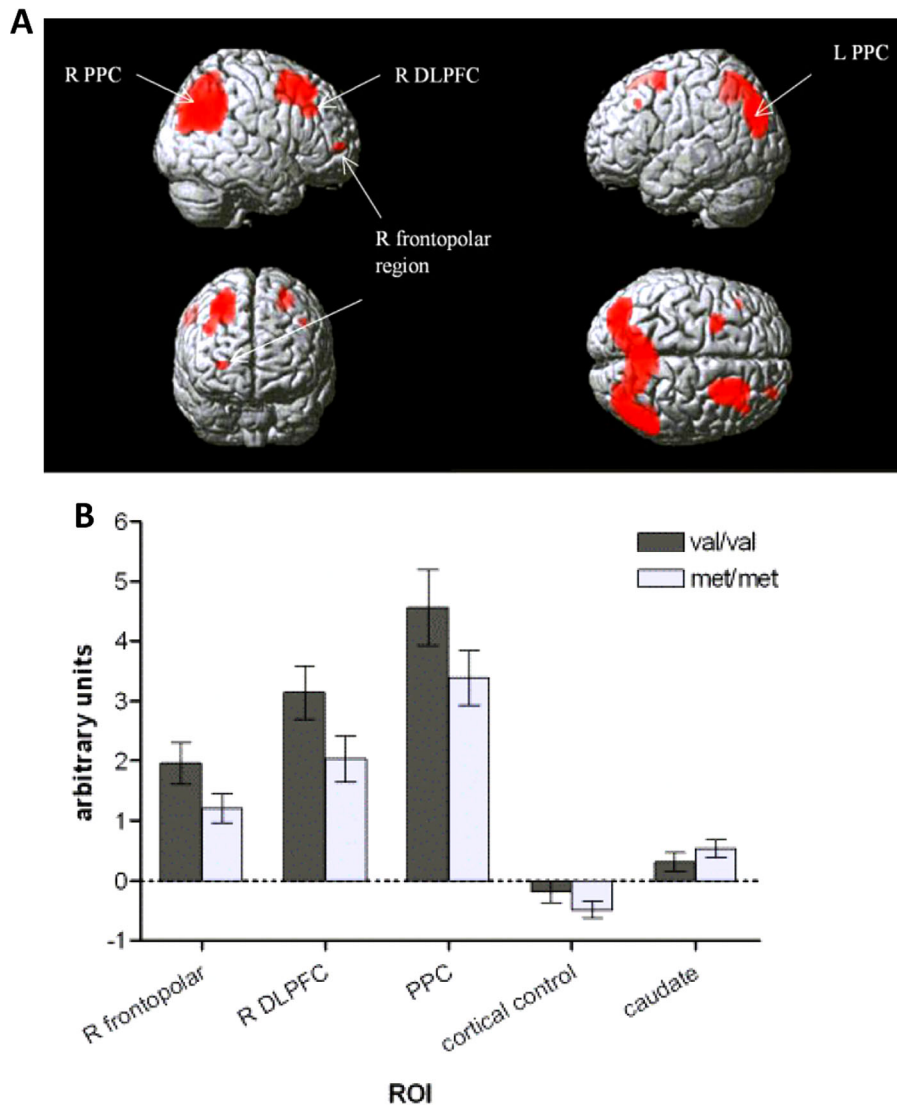 A
R PPC
R DLPFC
L PPC
R frontopolar
region
B
6
5
4
3
2
1
0
-1
arbitrary units
val/val
met/met
R frontopolar
R DLPFC
PPC
cortical control
caudate
ROI